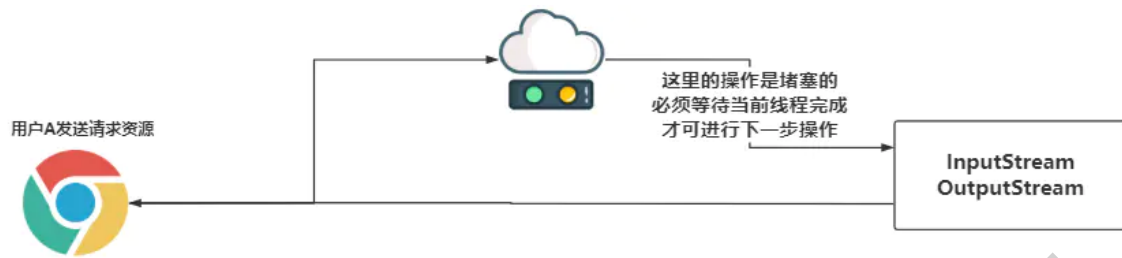 用户A发送请求资源
这里的操作是堵塞的
必须等待当前线程完成
才可进行下一步操作
InputStream
OutputStream